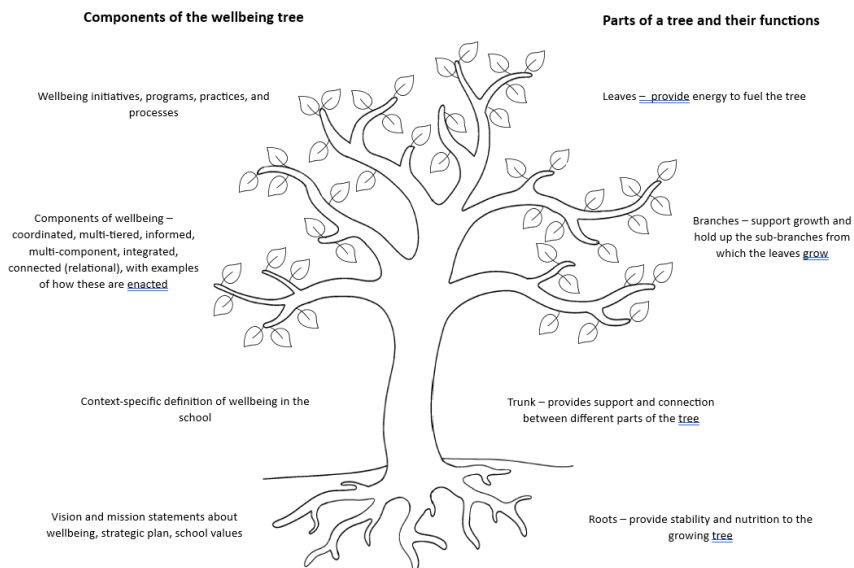 Components of the wellbeing tree
Parts of a tree and their functions
Wellbeing initiatives, programs, practices, and
processes
Leaves – provide energy to fuel the tree
Components of wellbeing –
coordinated, multi-tiered, informed,
multi-component, integrated,
connected (relational), with examples
of how these are enacted
Branches – support growth and
hold up the sub-branches from
which the leaves grow
Context-specific definition of wellbeing in the
school
Trunk – provides support and connection
between different parts of the tree
Vision and mission statements about
wellbeing, strategic plan, school values
Roots – provide stability and nutrition to the
growing tree